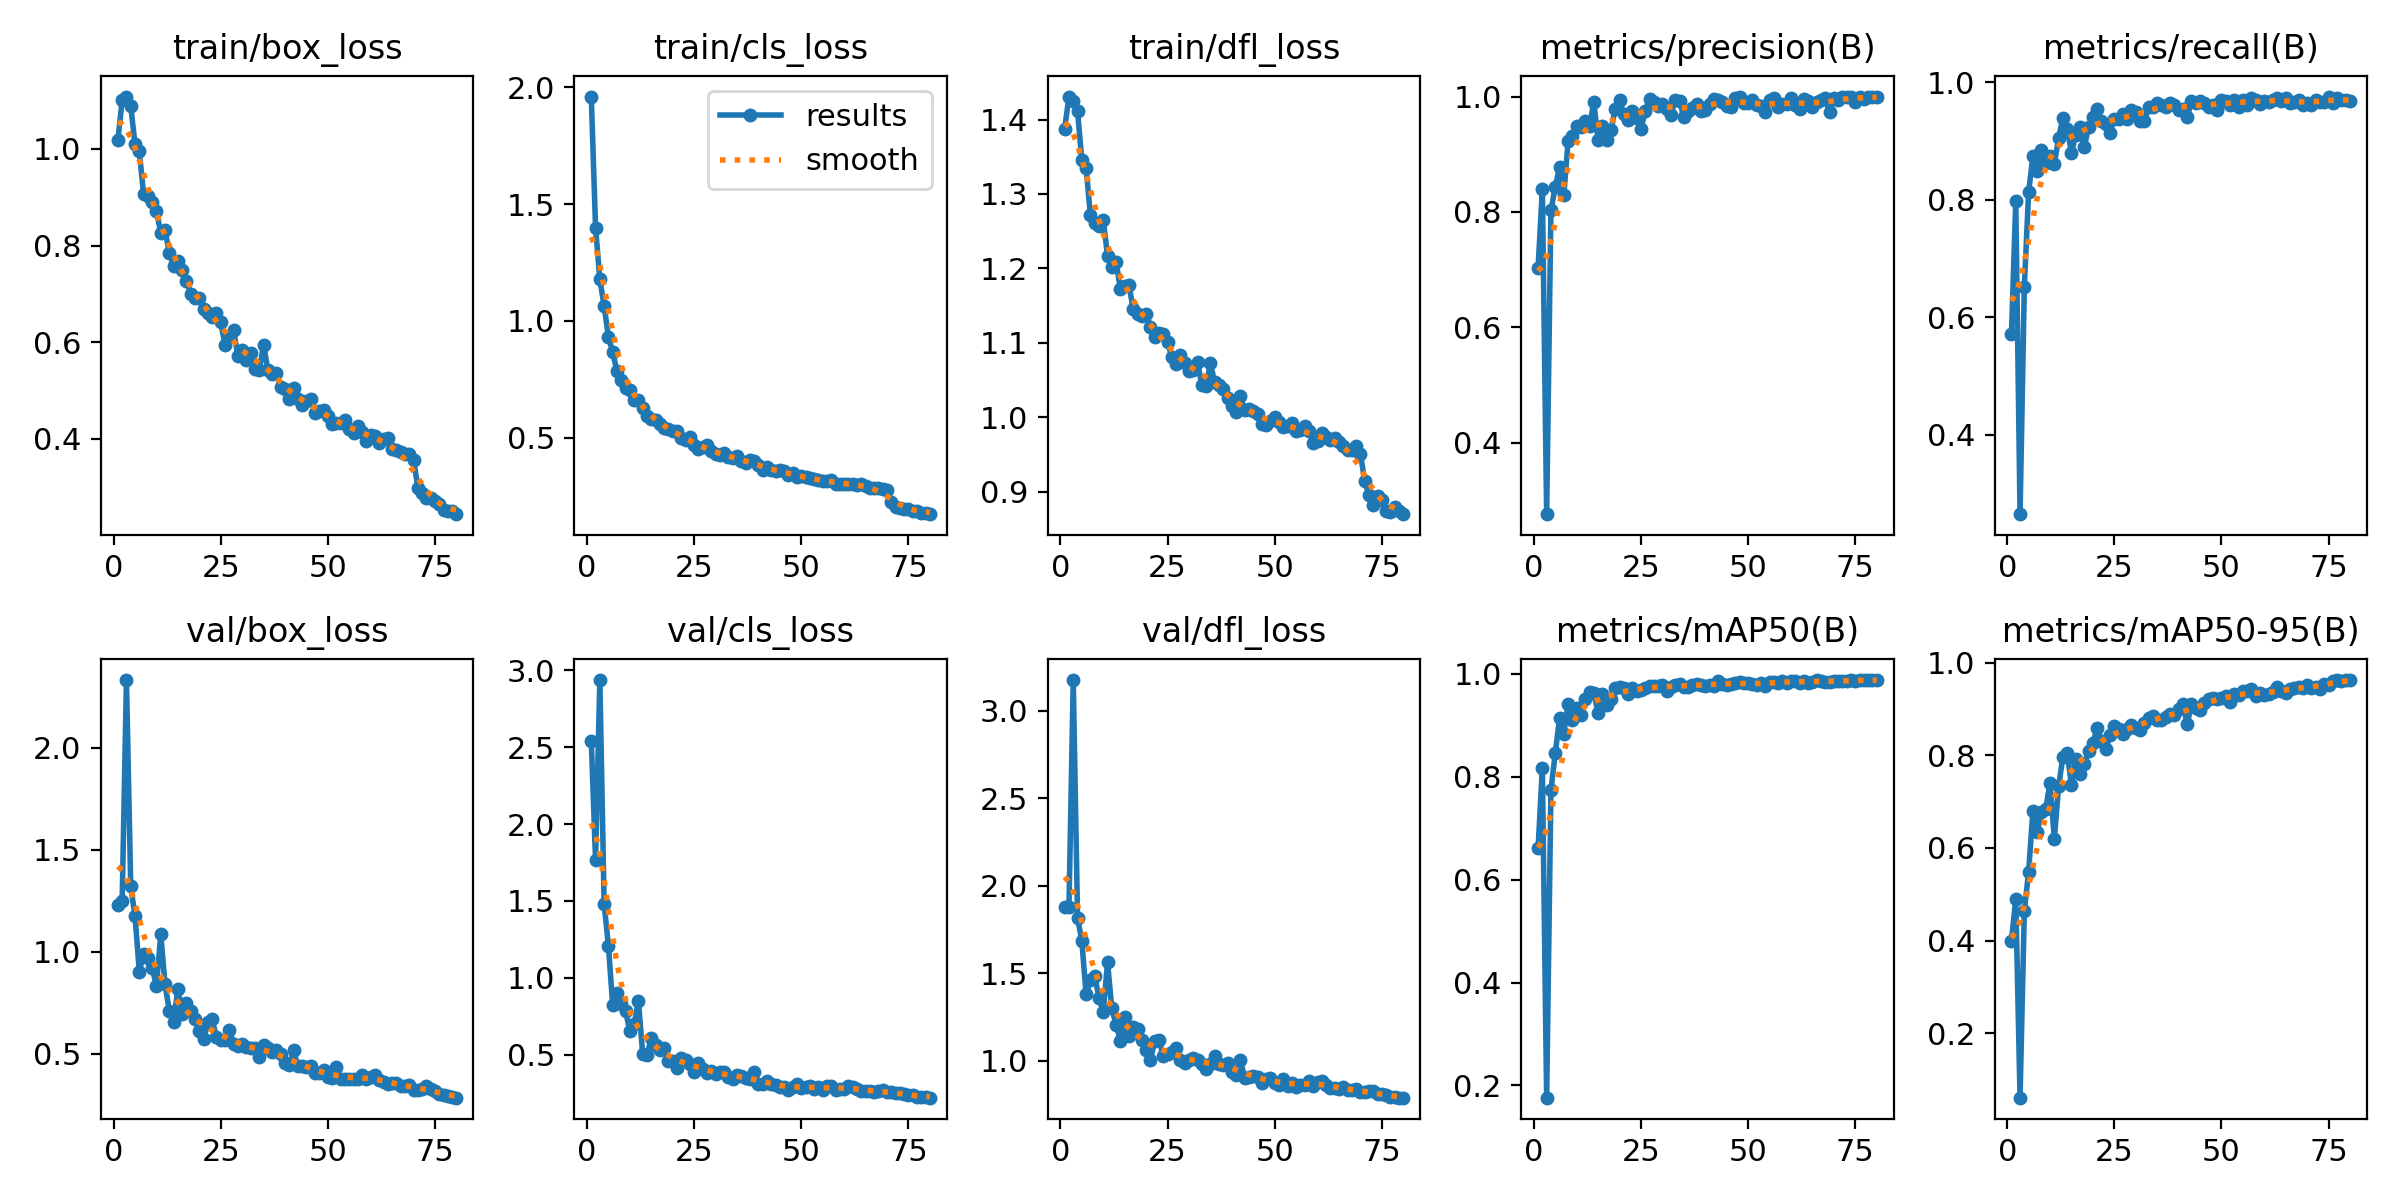 train/box_loss
1.0
0.8
0.6
0.4
0 25 50 75
train/cls_loss
results
smooth
2.0
1.5
1.0
0.5
0 25 50 75
train/dfl_loss
1.4
1.3
1.2
1.1
1.0
0.9
0 25 50 75
metrics/precision(B)
1.0
0.8
0.6
0.4
0 25 50 75
metrics/recall(B)
1.0
0.8
0.6
0.4
0 25 50 75
val/box_loss
2.0
1.5
1.0
0.5
0 25 50 75
val/cls_loss
3.0
2.5
2.0
1.5
1.0
0.5
0 25 50 75
val/dfl_loss
3.0
2.5
2.0
1.5
1.0
0 25 50 75
metrics/mAP50(B)
1.0
0.8
0.6
0.4
0.2
0 25 50 75
metrics/mAP50-95(B)
1.0
0.8
0.6
0.4
0.2
0 25 50 75